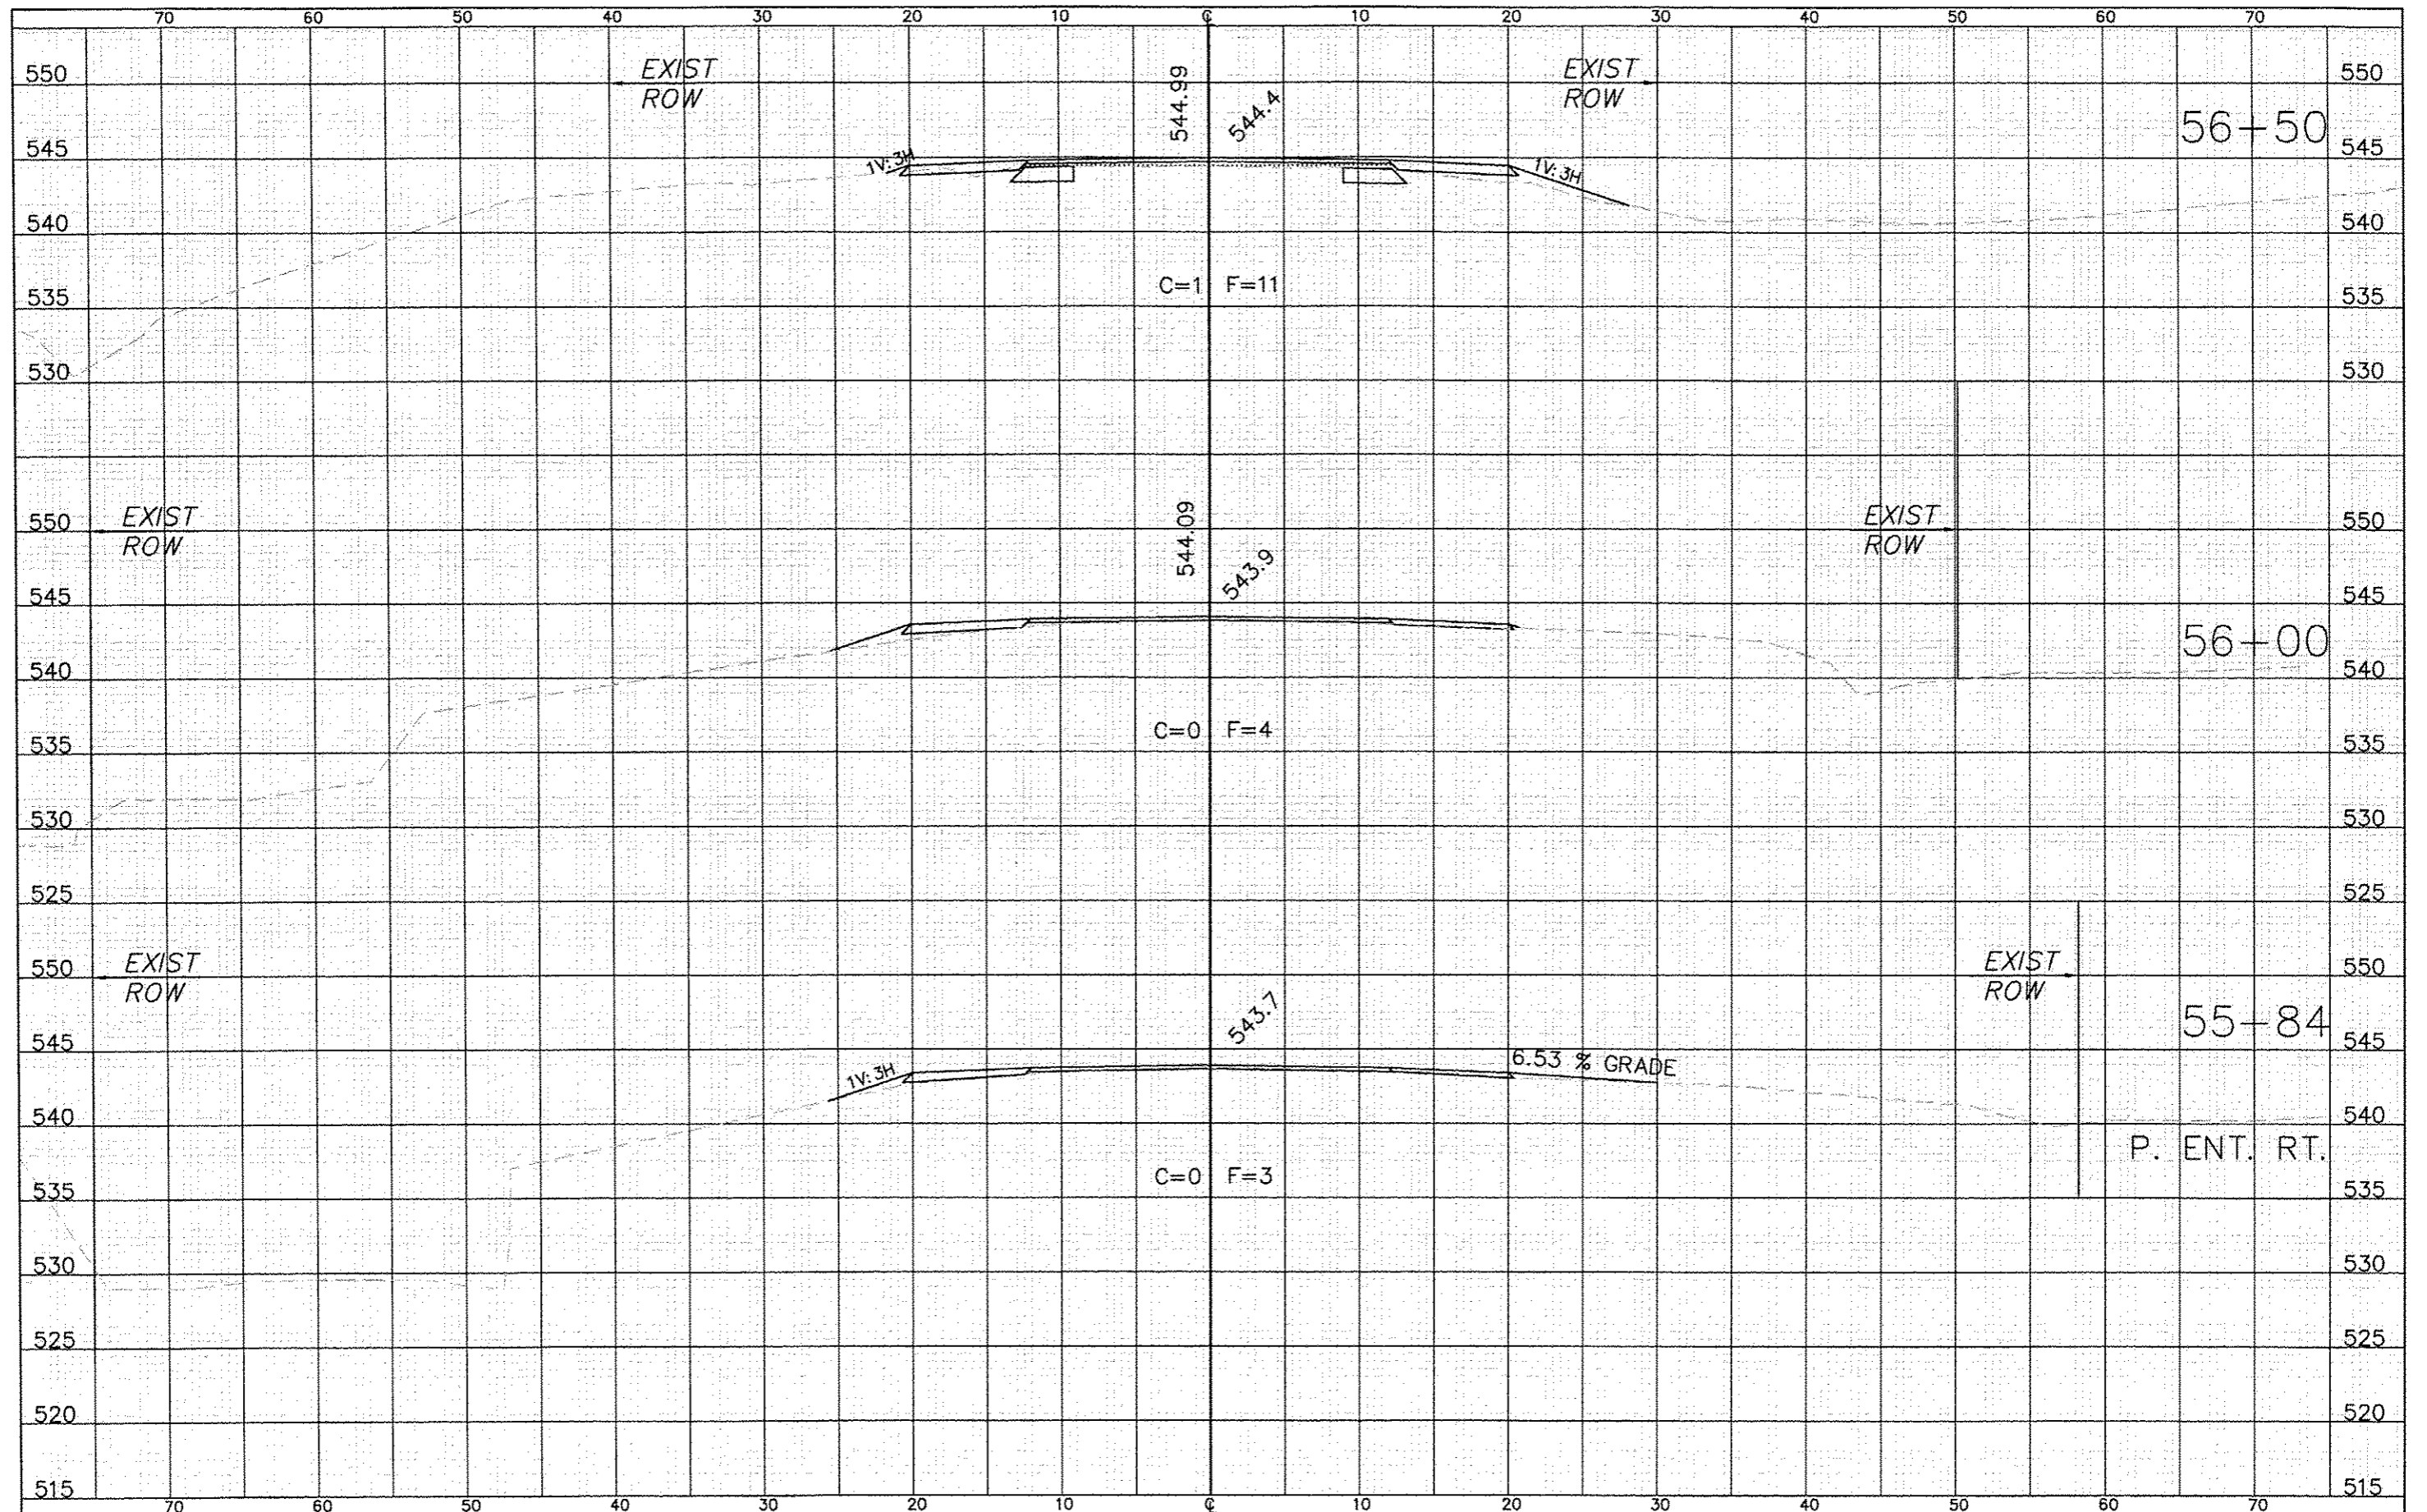 70 60 50 40 30 20 10 ℄ 10 20 30 40 50 60 70
550 EXIST ROW 544.99 544.4 EXIST ROW 550
56+50
545 1V:3H 1V:3H 545
540 540
C=1 F=11
535 535
530 530
550 EXIST ROW 544.09 543.9 EXIST ROW 550
545 545
56+00
540 540
C=0 F=4
535 535
530 530
525 525
550 EXIST ROW 543.7 EXIST ROW 550
55+84
545 1V:3H 6.53 % GRADE 545
540 540
P. ENT. RT.
C=0 F=3
535 535
530 530
525 525
520 520
515 515
70 60 50 40 30 20 10 ℄ 10 20 30 40 50 60 70